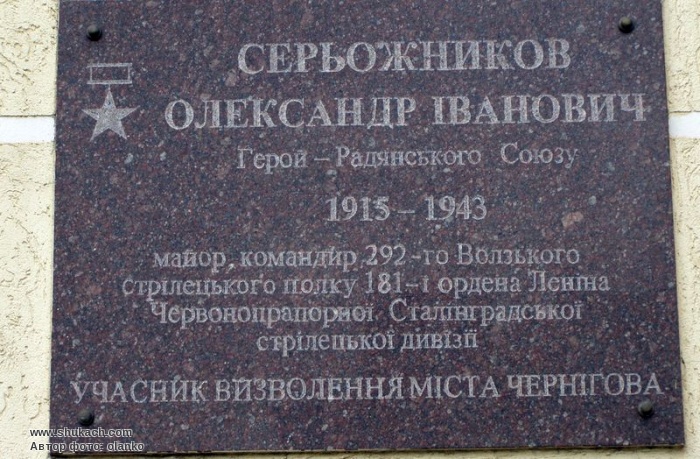 СЕРЬОЖНИКОВ
ОЛЕКСАНДР ІВАНОВИЧ
Герой – Радянського Союзу
1915 – 1943
майор, командир 292-го Волзького
стрілецького полку 181-ї ордена Леніна
Червонопрапорної Сталінградської
стрілецької дивізії
УЧАСНИК ВИЗВОЛЕННЯ МІСТА ЧЕРНІГОВА
www.shukach.com
Автор фото: olanko